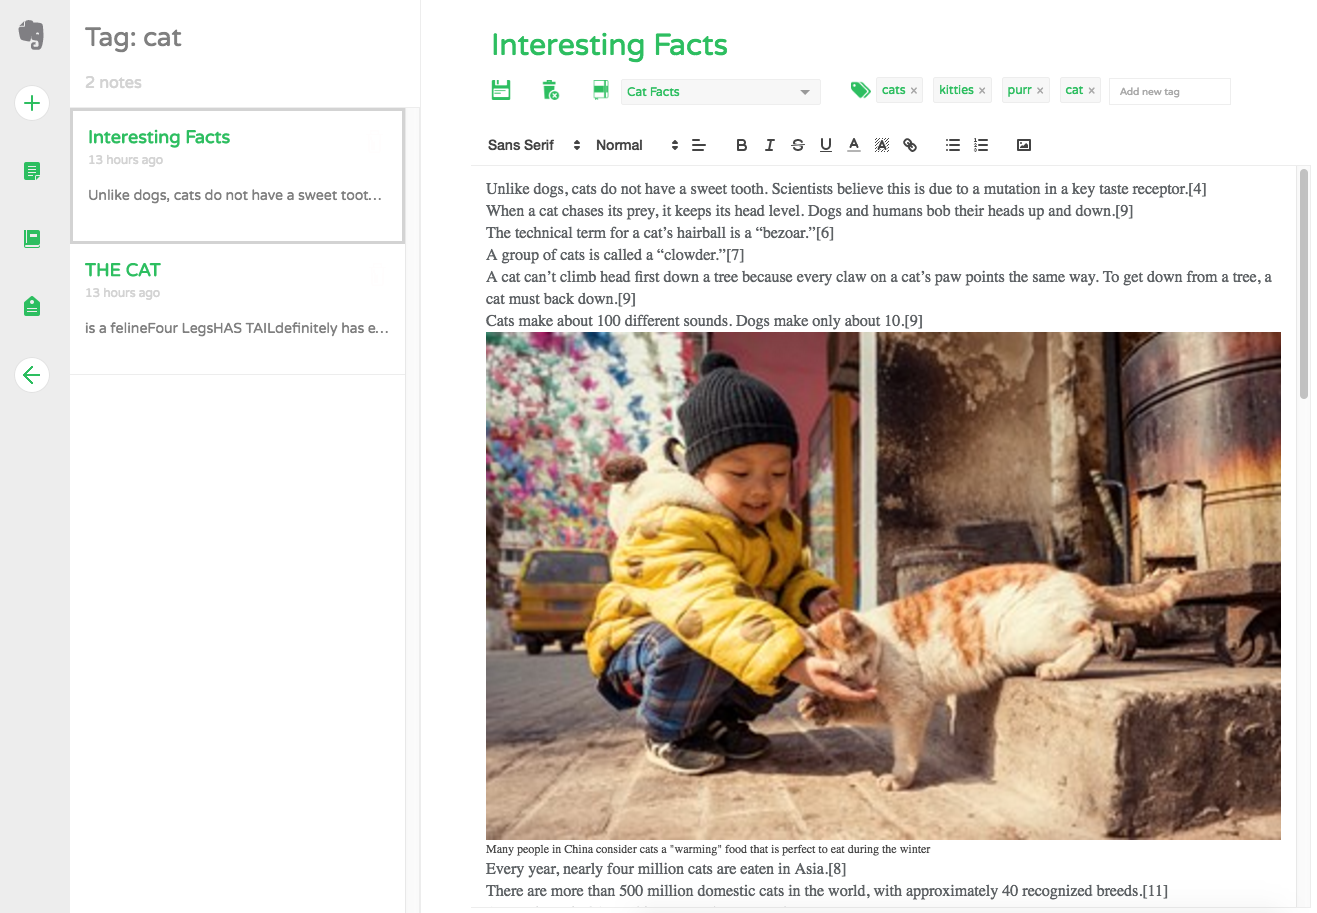 Tag: cat
2 notes
Interesting Facts
13 hours ago
Unlike dogs, cats do not have a sweet toot...
THE CAT
13 hours ago
is a felineFour LegsHAS TAILdefinitely has e...
Interesting Facts
Cat Facts
cats × kitties × purr × cat × Add new tag
Sans Serif Normal B I S U A A
Unlike dogs, cats do not have a sweet tooth. Scientists believe this is due to a mutation in a key taste receptor.[4]
When a cat chases its prey, it keeps its head level. Dogs and humans bob their heads up and down.[9]
The technical term for a cat’s hairball is a “bezoar.”[6]
A group of cats is called a “clowder.”[7]
A cat can’t climb head first down a tree because every claw on a cat’s paw points the same way. To get down from a tree, a
cat must back down.[9]
Cats make about 100 different sounds. Dogs make only about 10.[9]
Many people in China consider cats a "warming" food that is perfect to eat during the winter
Every year, nearly four million cats are eaten in Asia.[8]
There are more than 500 million domestic cats in the world, with approximately 40 recognized breeds.[11]